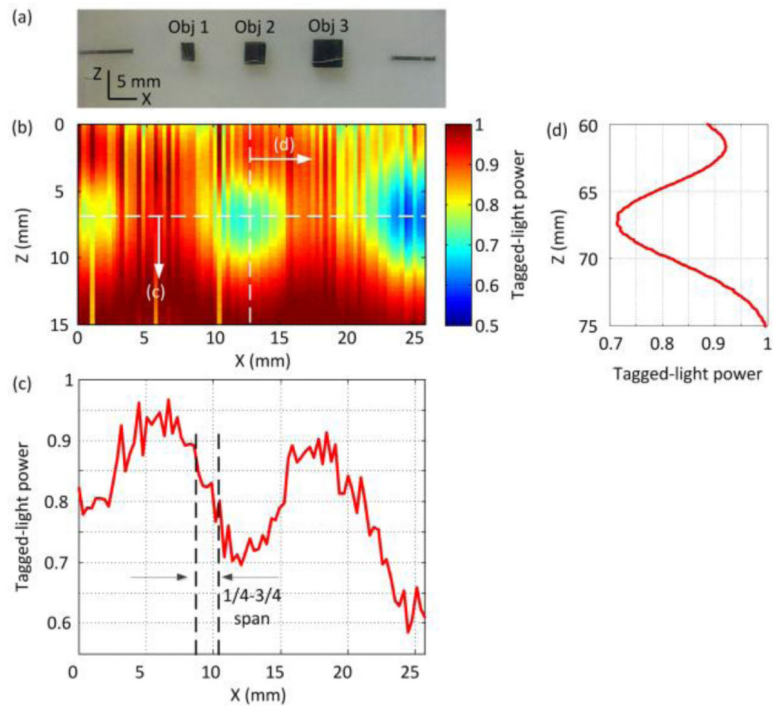 (a)
Obj 1 Obj 2 Obj 3
Z
5 mm
X
(b)
0
5
10
15
Z (mm)
(d)
(c)
0 5 10 15 20 25
X (mm)
1
0.9
0.8
0.7
0.6
0.5
Tagged-light power
(d)
60
65
70
75
Z (mm)
0.7 0.8 0.9 1
Tagged-light power
(c)
1
0.9
0.8
0.7
0.6
Tagged-light power
1/4-3/4
span
0 5 10 15 20 25
X (mm)